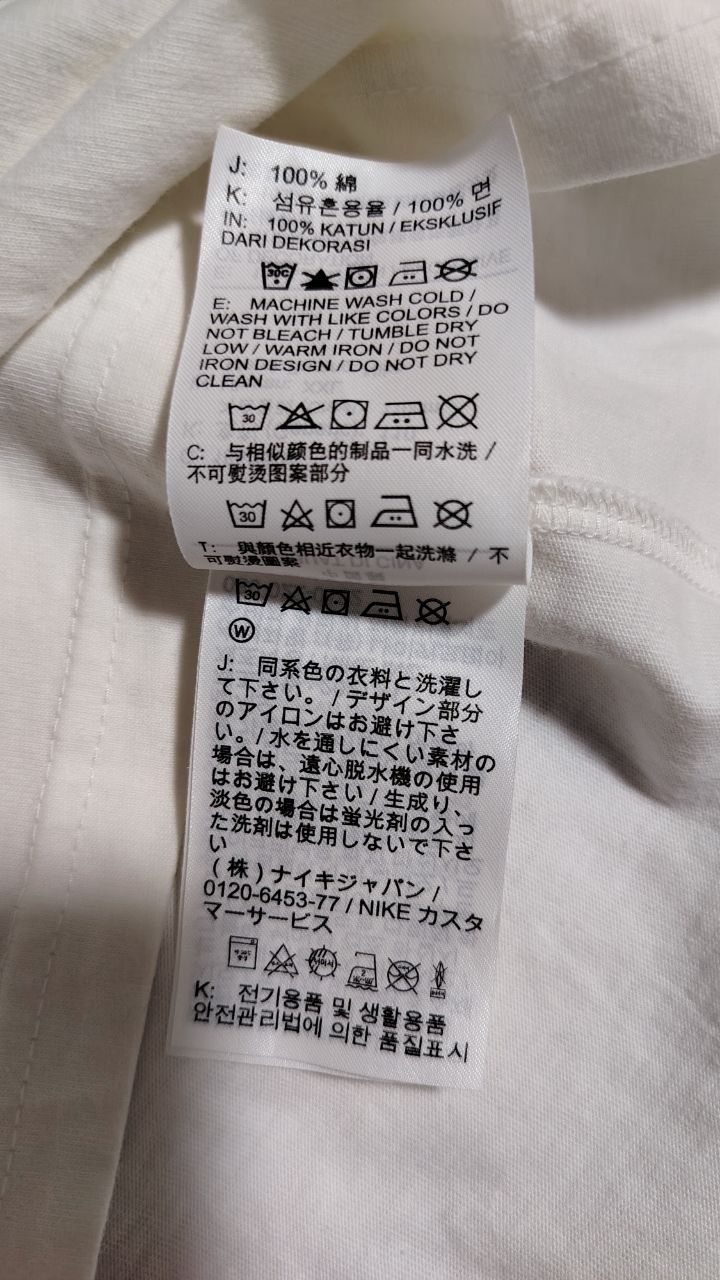 J: 100% 綿
K: 섬유혼용율 / 100% 면
IN: 100% KATUN / EKSKLUSIF
DARI DEKORASI
30C
E: MACHINE WASH COLD /
WASH WITH LIKE COLORS / DO
NOT BLEACH / TUMBLE DRY
LOW / WARM IRON / DO NOT
IRON DESIGN / DO NOT DRY
CLEAN
30
C: 与相似颜色的制品一同水洗 /
不可熨烫图案部分
30
T: 與顏色相近衣物一起洗滌 / 不
可熨燙圖案
30
W
J: 同系色の衣料と洗濯し
て下さい。 / デザイン部分
のアイロンはお避け下さ
い。/ 水を通しにくい素材の
場合は、遠心脱水機の使用
はお避け下さい / 生成り、
淡色の場合は蛍光剤の入っ
た洗剤は使用しないで下さ
い
(株) ナイキジャパン /
0120-6453-77 / NIKE カスタ
マーサービス
K: 전기용품 및 생활용품
안전관리법에 의한 품질표시